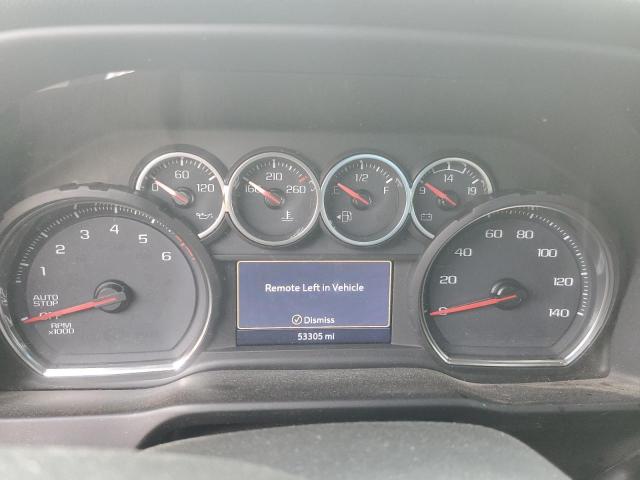 0 60 120
160 210 260
E 1/2 F
9 14 19
1 2 3 4 5 6
AUTO
STOP
OFF
RPM
x1000
Remote Left in Vehicle
Dismiss
53305 mi
0 20 40 60 80 100 120 140